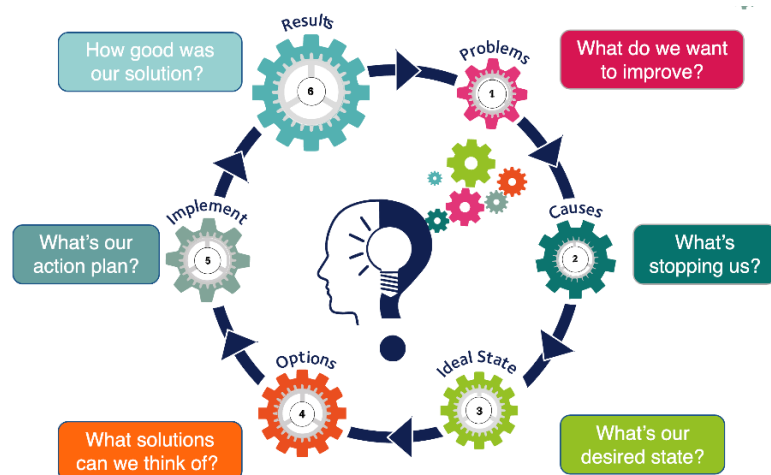 Results
6
How good was
our solution?
Problems
1
What do we want
to improve?
Causes
2
What's
stopping us?
Ideal State
3
What's our
desired state?
Options
4
What solutions
can we think of?
Implement
5
What's our
action plan?